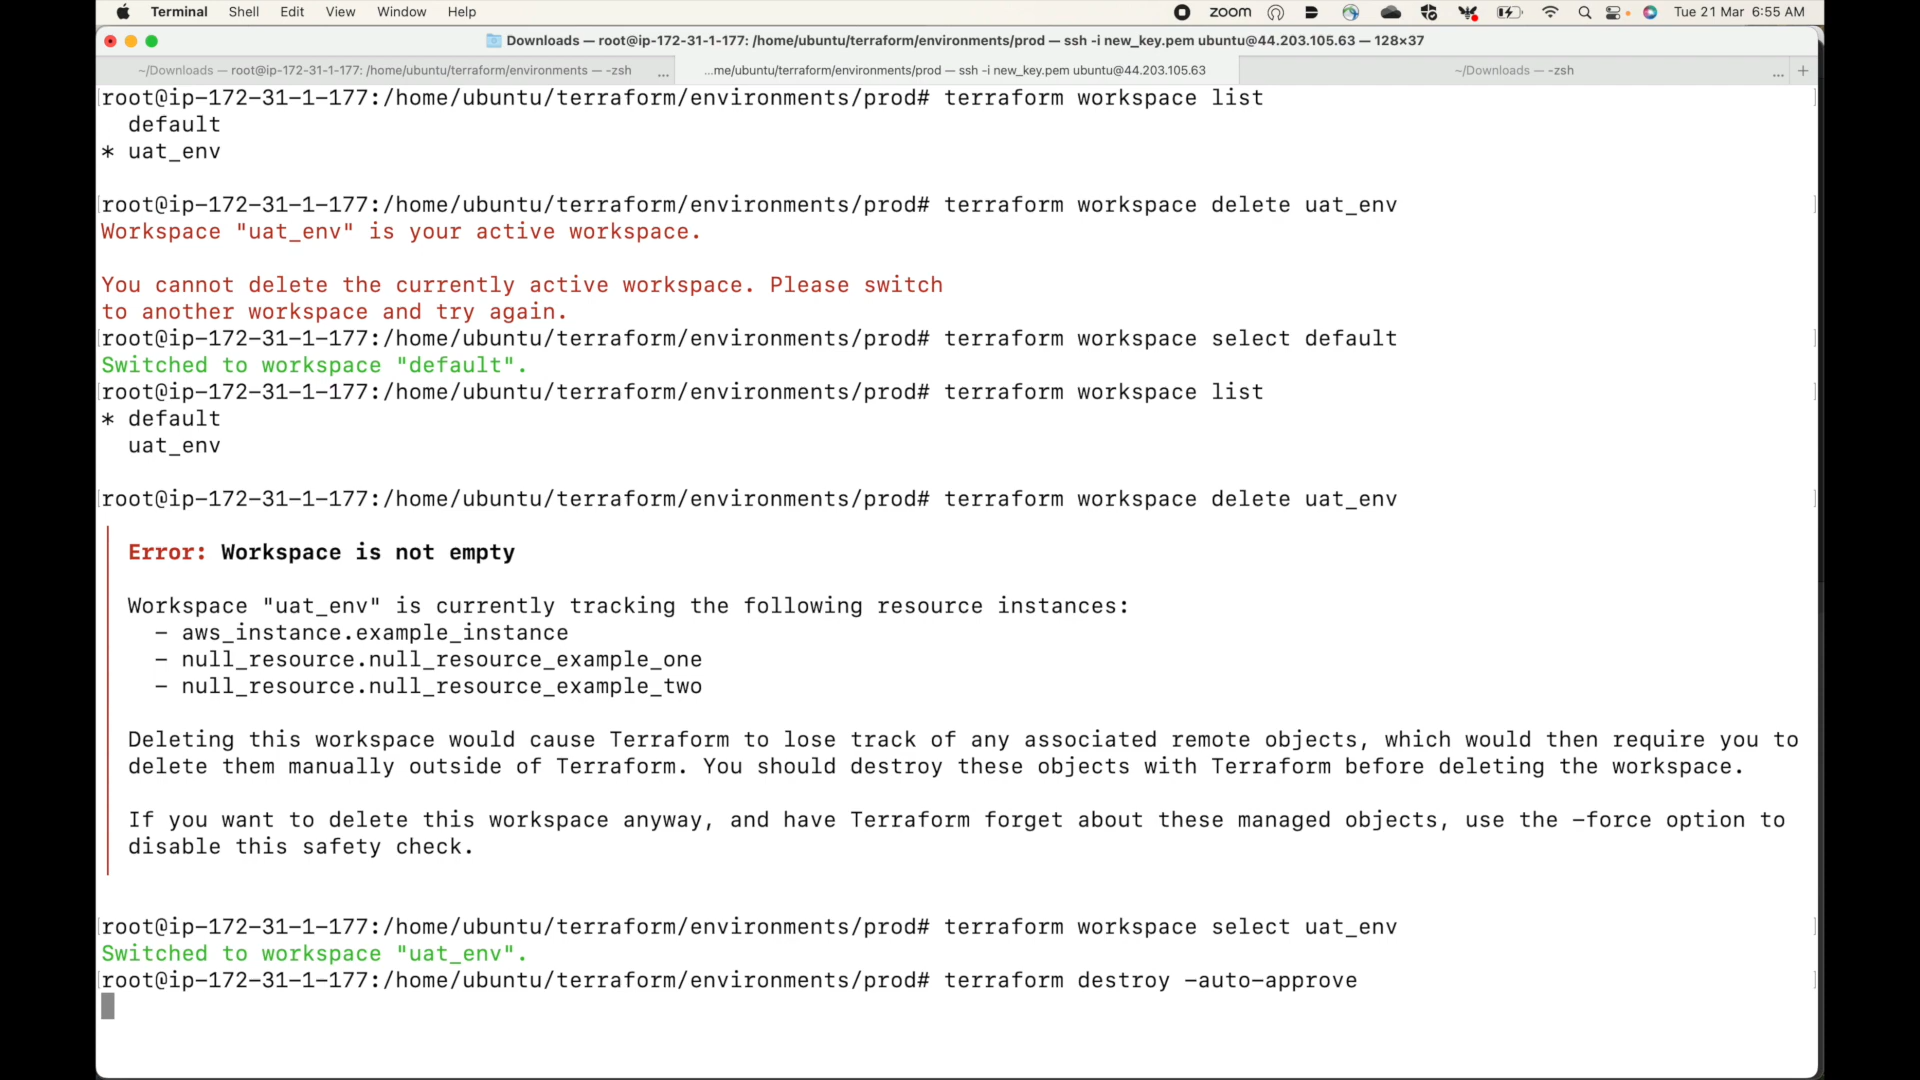 Terminal Shell Edit View Window Help zoom Tue 21 Mar 6:55 AM
Downloads — root@ip-172-31-1-177: /home/ubuntu/terraform/environments/prod — ssh -i new_key.pem ubuntu@44.203.105.63 — 128×37
~/Downloads — root@ip-172-31-1-177: /home/ubuntu/terraform/environments — -zsh ... ...me/ubuntu/terraform/environments/prod — ssh -i new_key.pem ubuntu@44.203.105.63 ~/Downloads — -zsh ... +
[root@ip-172-31-1-177:/home/ubuntu/terraform/environments/prod# terraform workspace list ]
default
* uat_env
[root@ip-172-31-1-177:/home/ubuntu/terraform/environments/prod# terraform workspace delete uat_env ]
Workspace "uat_env" is your active workspace.
You cannot delete the currently active workspace. Please switch
to another workspace and try again.
[root@ip-172-31-1-177:/home/ubuntu/terraform/environments/prod# terraform workspace select default ]
Switched to workspace "default".
[root@ip-172-31-1-177:/home/ubuntu/terraform/environments/prod# terraform workspace list ]
* default
uat_env
[root@ip-172-31-1-177:/home/ubuntu/terraform/environments/prod# terraform workspace delete uat_env ]
Error: Workspace is not empty
Workspace "uat_env" is currently tracking the following resource instances:
- aws_instance.example_instance
- null_resource.null_resource_example_one
- null_resource.null_resource_example_two
Deleting this workspace would cause Terraform to lose track of any associated remote objects, which would then require you to
delete them manually outside of Terraform. You should destroy these objects with Terraform before deleting the workspace.
If you want to delete this workspace anyway, and have Terraform forget about these managed objects, use the -force option to
disable this safety check.
[root@ip-172-31-1-177:/home/ubuntu/terraform/environments/prod# terraform workspace select uat_env ]
Switched to workspace "uat_env".
[root@ip-172-31-1-177:/home/ubuntu/terraform/environments/prod# terraform destroy -auto-approve ]